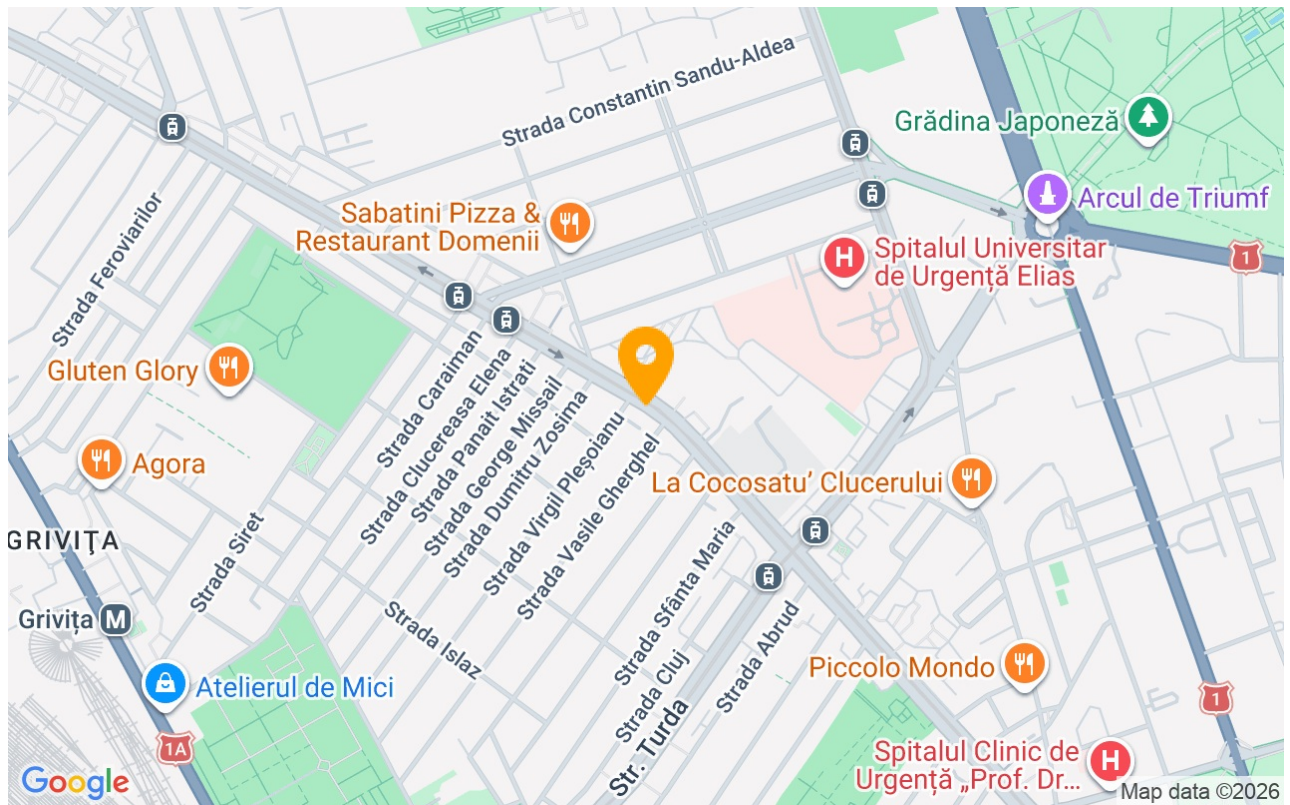 Strada Constantin Sandu-Aldea
Grădina Japoneză
Arcul de Triumf
Sabatini Pizza &
Restaurant Domenii
Spitalul Universitar
de Urgență Elias
1
H
Strada Feroviarilor
Gluten Glory
Agora
Strada Caraiman
Strada Clucereasa Elena
Strada Panait Istrati
Strada George Missail
Strada Dumitru Zosima
Strada Virgil Pleșoianu
Strada Vasile Gherghel
La Cocosatu’ Clucerului
GRIVIȚA
Strada Siret
Grivița M
Strada Islaz
Strada Sfânta Maria
Strada Cluj
Str. Turda
Strada Abrud
Piccolo Mondo
Atelierul de Mici
1A
1
Spitalul Clinic de
Urgență „Prof. Dr...
H
Google
Map data ©2026